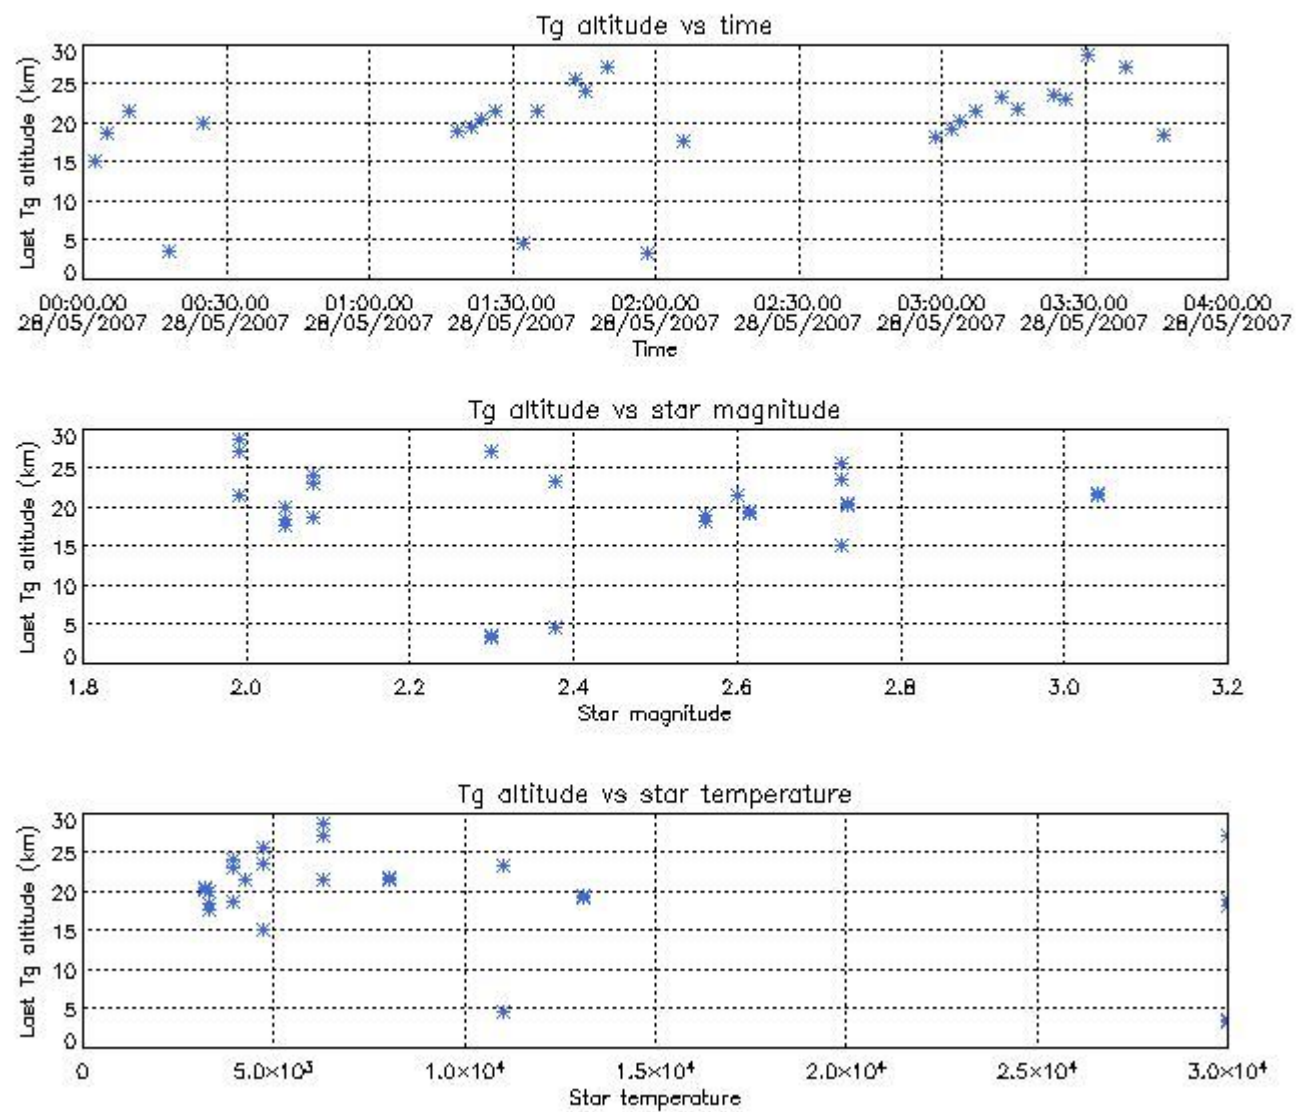 Tg altitude vs time
Last Tg altitude (km)
30
25
20
15
10
5
0
00:00.00 00:30.00 01:00.00 01:30.00 02:00.00 02:30.00 03:00.00 03:30.00 04:00.00
28/05/2007 28/05/2007 28/05/2007 28/05/2007 28/05/2007 28/05/2007 28/05/2007 28/05/2007 28/05/2007
Time
Tg altitude vs star magnitude
Last Tg altitude (km)
30
25
20
15
10
5
0
1.8 2.0 2.2 2.4 2.6 2.8 3.0 3.2
Star magnitude
Tg altitude vs star temperature
Last Tg altitude (km)
30
25
20
15
10
5
0
0 5.0×10³ 1.0×10⁴ 1.5×10⁴ 2.0×10⁴ 2.5×10⁴ 3.0×10⁴
Star temperature